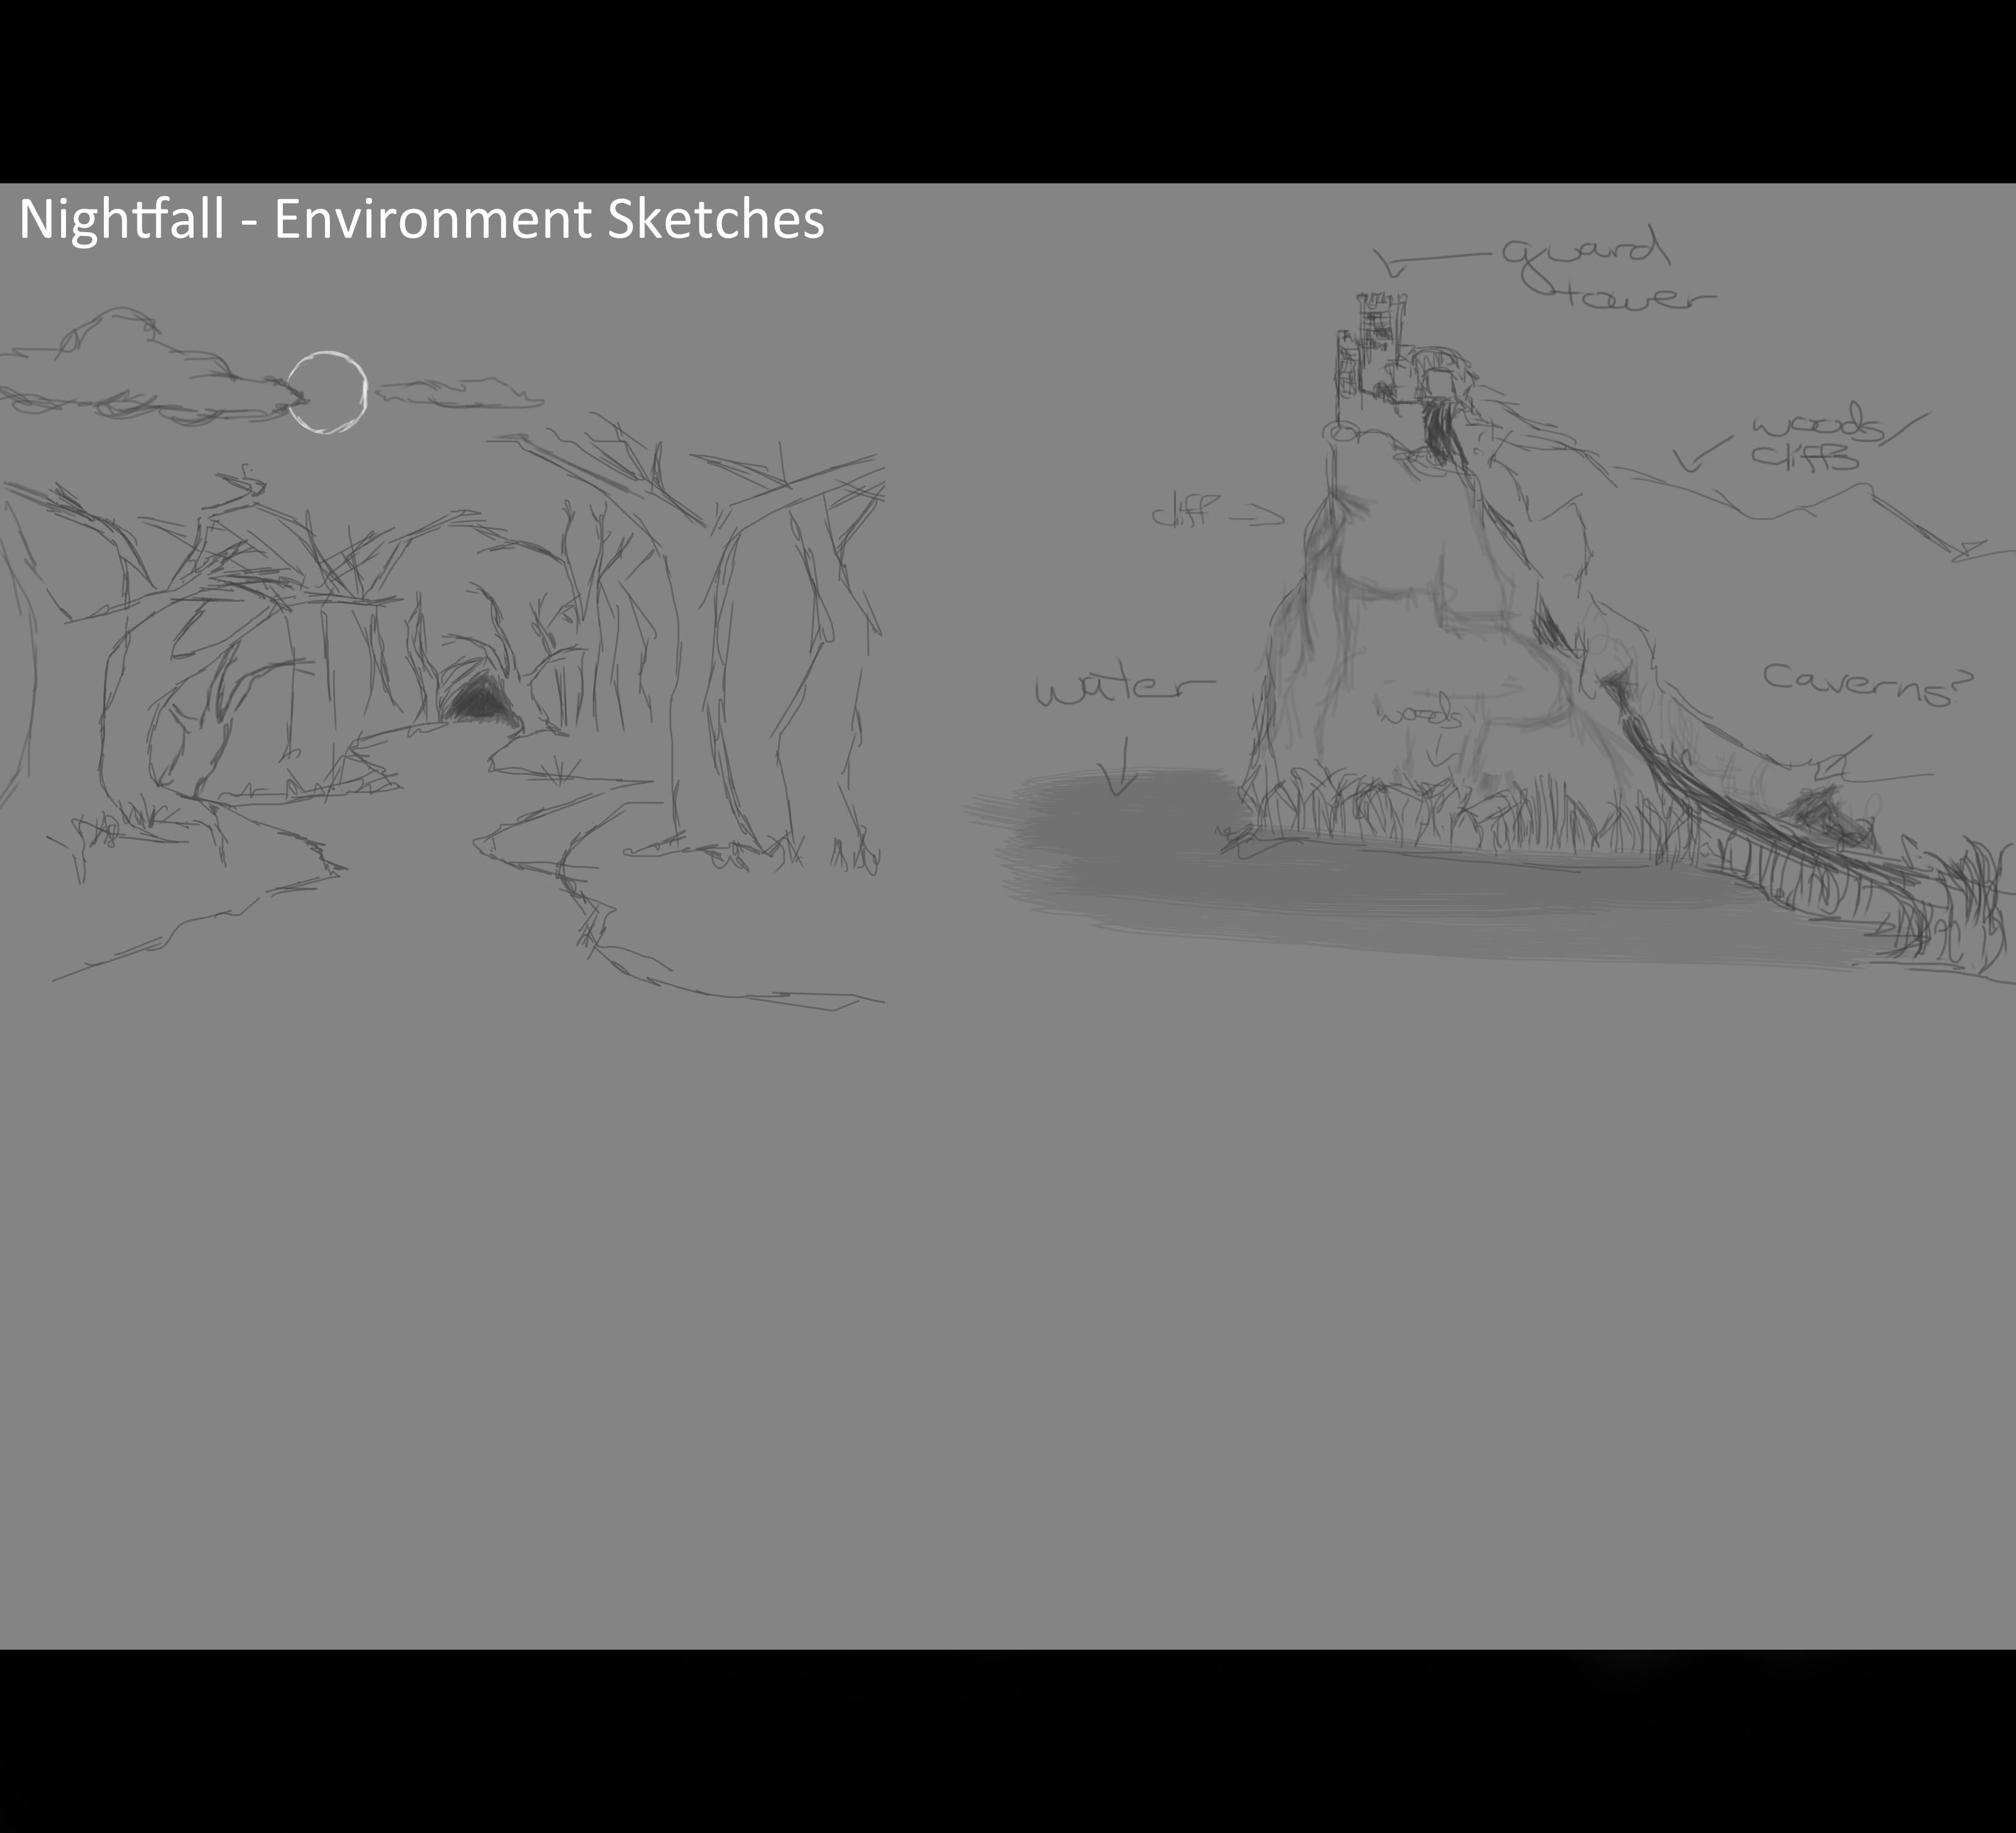 Nightfall - Environment Sketches
guard
tower
woods/
cliffs
cliff
water
woods
caverns